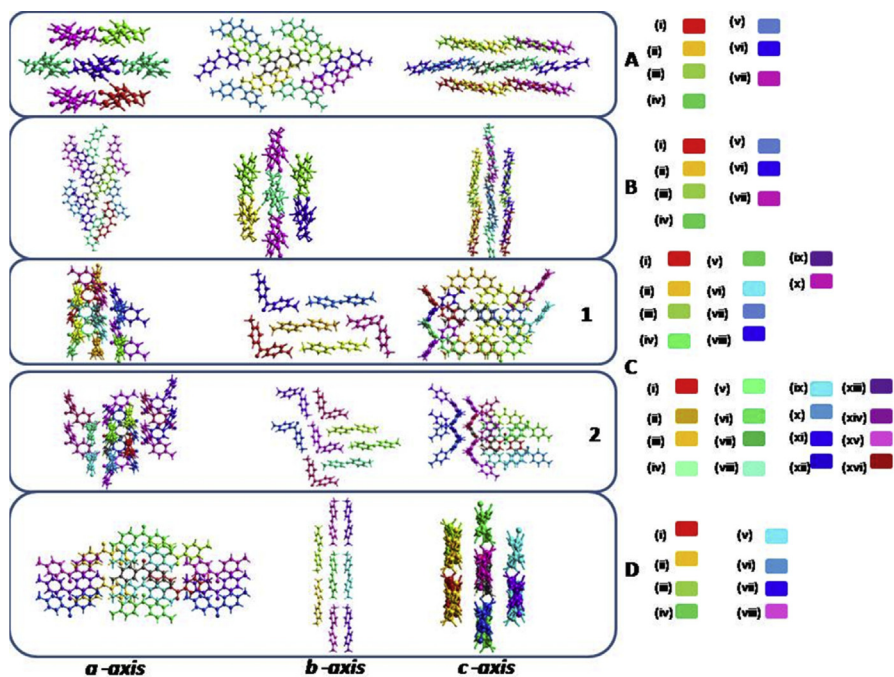 (i) (v)
(ii) (vi)
A
(iii) (vii)
(iv)
(i) (v)
(ii) (vi)
B
(iii) (vii)
(iv)
(i) (v) (ix)
(ii) (vi) (x)
1
(iii) (vii)
(iv) (viii)
C
(i) (v) (ix) (xiii)
(ii) (vi) (x) (xiv)
2
(iii) (vii) (xi) (xv)
(iv) (viii) (xii) (xvi)
(i) (v)
(ii) (vi)
D
(iii) (vii)
(iv) (viii)
a-axis b-axis c-axis